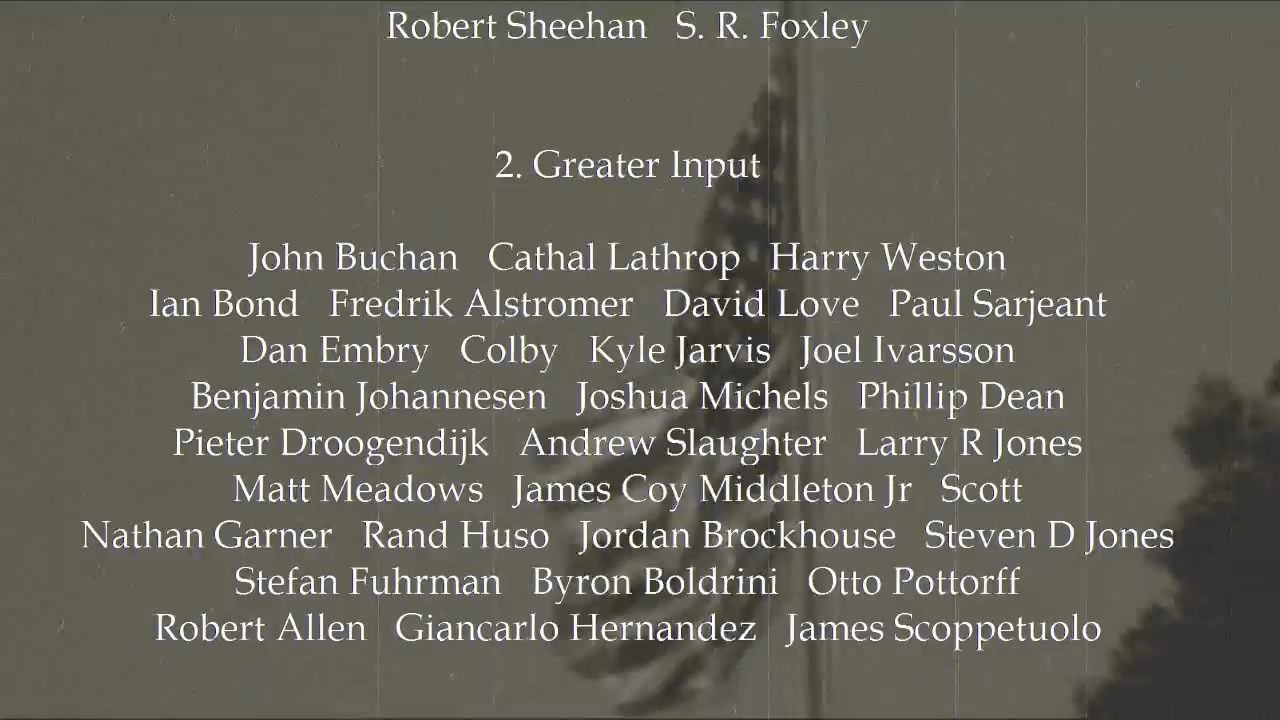 Robert Sheehan S. R. Foxley
2. Greater Input
John Buchan Cathal Lathrop Harry Weston
Ian Bond Fredrik Alstromer David Love Paul Sarjeant
Dan Embry Colby Kyle Jarvis Joel Ivarsson
Benjamin Johannesen Joshua Michels Phillip Dean
Pieter Droogendijk Andrew Slaughter Larry R Jones
Matt Meadows James Coy Middleton Jr Scott
Nathan Garner Rand Huso Jordan Brockhouse Steven D Jones
Stefan Fuhrman Byron Boldrini Otto Pottorff
Robert Allen Giancarlo Hernandez James Scoppetuolo